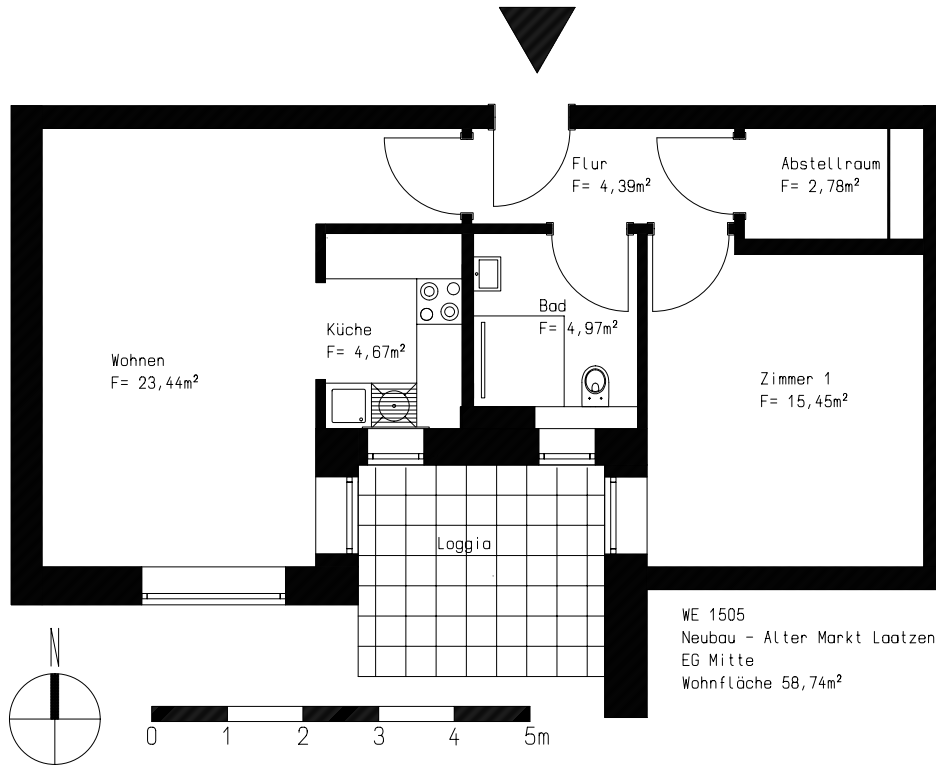 Flur
F= 4,39m²
Abstellraum
F= 2,78m²
Bad
F= 4,97m²
Küche
F= 4,67m²
Wohnen
F= 23,44m²
Zimmer 1
F= 15,45m²
Loggia
WE 1505
Neubau - Alter Markt Laatzen
EG Mitte
Wohnfläche 58,74m²
N
0 1 2 3 4 5m